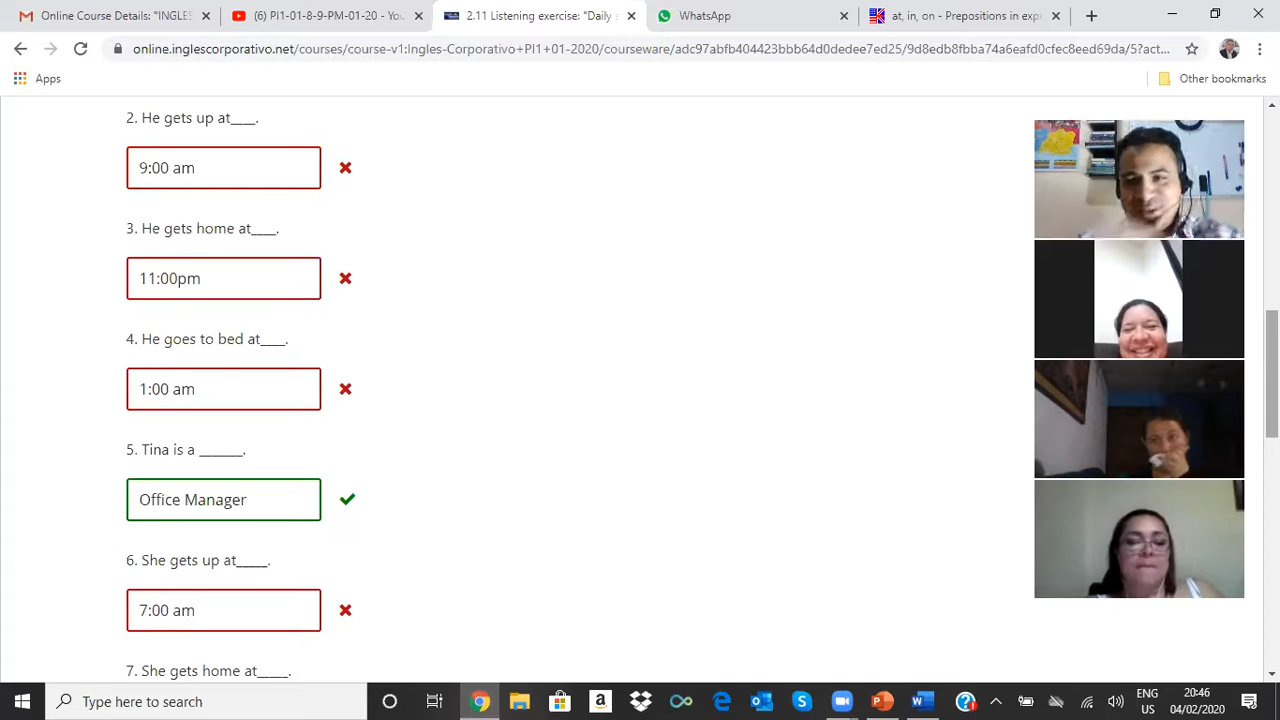 Online Course Details: "INGLES
(6) PI1-01-8-9-PM-01-20 - You
2.11 Listening exercise: "Daily s
WhatsApp
at, in, on - Prepositions in expr
online.inglescorporativo.net/courses/course-v1:Ingles-Corporativo+PI1+01-2020/courseware/adc97abfb404423bbb64d0dedee7ed25/9d8edb8fbba74a6eafd0cfec8eed69da/5?act...
Apps
Other bookmarks
2. He gets up at____.
9:00 am
3. He gets home at____.
11:00pm
4. He goes to bed at____.
1:00 am
5. Tina is a _______.
Office Manager
6. She gets up at_____.
7:00 am
7. She gets home at_____.
Type here to search
ENG
US
20:46
04/02/2020